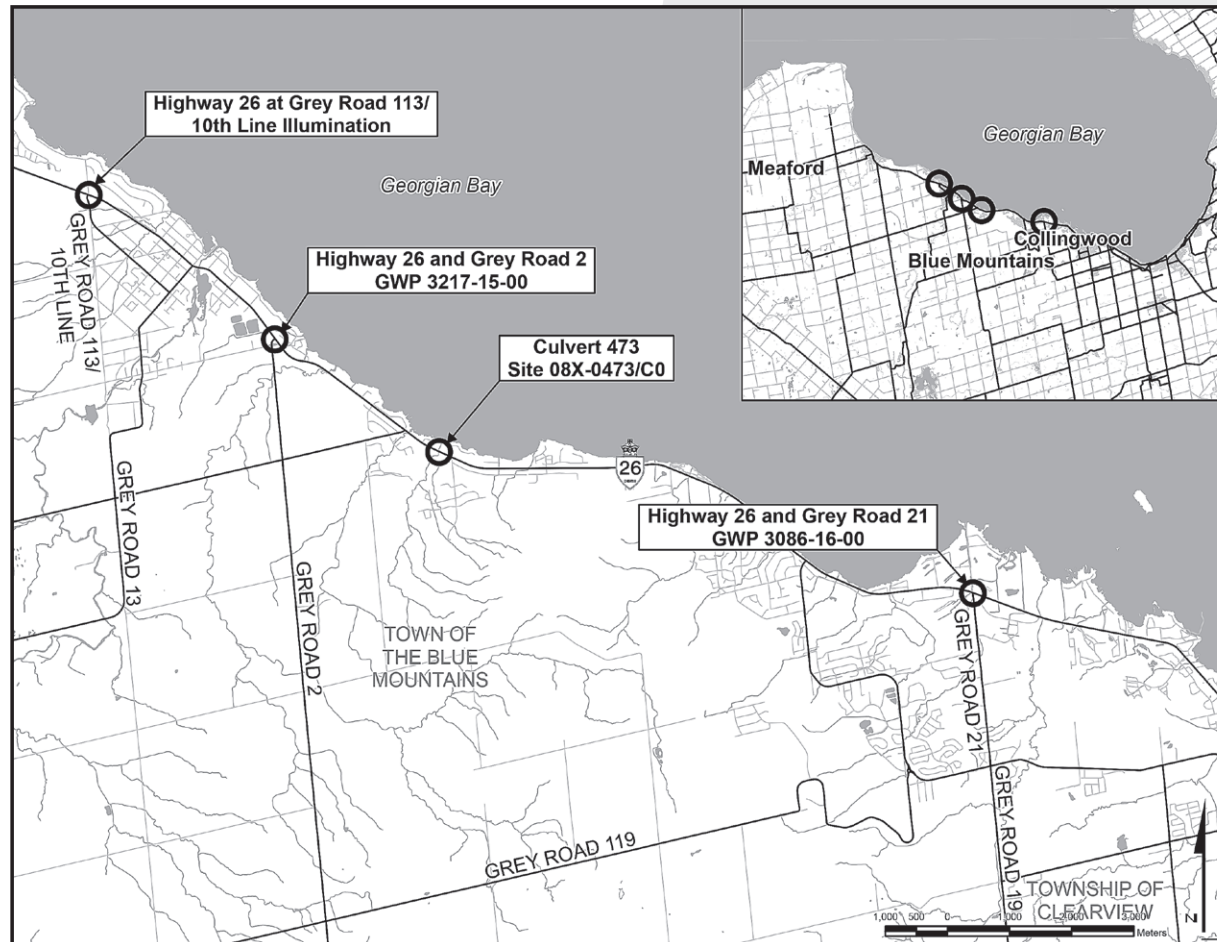 Highway 26 at Grey Road 113/
10th Line Illumination
Georgian Bay
Georgian Bay
Meaford
Collingwood
Blue Mountains
GREY ROAD 113/
10TH LINE
Highway 26 and Grey Road 2
GWP 3217-15-00
Culvert 473
Site 08X-0473/C0
26
Highway 26 and Grey Road 21
GWP 3086-16-00
GREY ROAD 13
GREY ROAD 2
TOWN OF
THE BLUE
MOUNTAINS
GREY ROAD 21
GREY ROAD 19
GREY ROAD 119
TOWNSHIP OF
CLEARVIEW
1,000 500 0 1,000 2,000 3,000
Meters
N